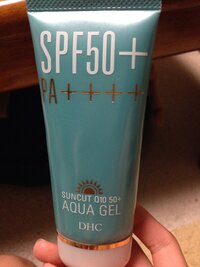 SPF50+
PA++++
SUNCUT Q10 50+
AQUA GEL
DHC